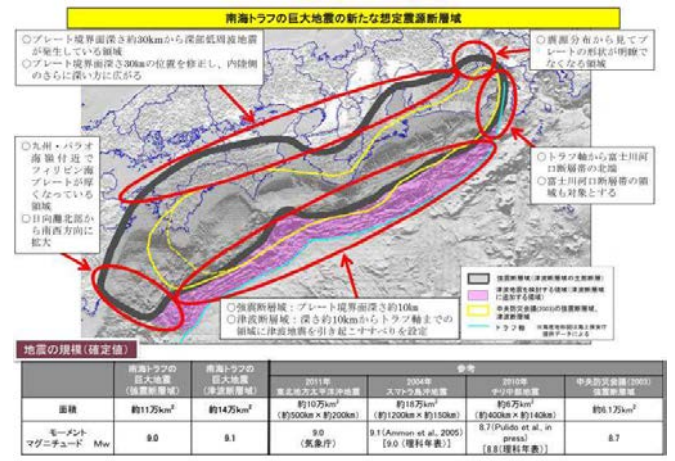 南海トラフの巨大地震の新たな想定震源断層域
○プレート境界面深さ約30kmから深部低周波地震
が発生している領域
○プレート境界面深さ30kmの位置を修正し、内陸側
のさらに深い方に広がる
○震源分布から見てプ
レートの形状が明瞭で
なくなる領域
○九州・パラオ
海嶺付近で
フィリピン海
プレートが厚
くなっている
領域
○日向灘北部か
ら南西方向に
拡大
○トラフ軸から富士川河
口断層帯の北端
○富士川河口断層帯の領
域も対象とする
○強震断層域：プレート境界面深さ約10km
○津波断層域：深さ約10kmからトラフ軸までの
領域に津波地震を引き起こすすべりを設定
強震断層域(津波断層域の主部断層)
津波地震を検討する領域(津波断層域
に追加する領域)
中央防災会議(2003)の強震断層域、
津波断層域
トラフ軸
地震の規模(確定値)
南海トラフの
巨大地震
(強震断層域)
南海トラフの
巨大地震
(津波断層域)
参考
2011年
東北地方太平洋沖地震
2004年
スマトラ島沖地震
2010年
チリ中部地震
中央防災会議(2003)
強震断層域
面積
約11万km²
約14万km²
約10万km²
(約500km×約200km)
約18万km²
(約1200km×約150km)
約6万km²
(約400km×約140km)
約6.1万km²
モーメント
マグニチュード Mw
9.0
9.1
9.0
(気象庁)
9.1(Ammon et al., 2005)
[9.0 (理科年表)]
8.7(Pulido et al., in
press)
[8.8(理科年表)]
8.7